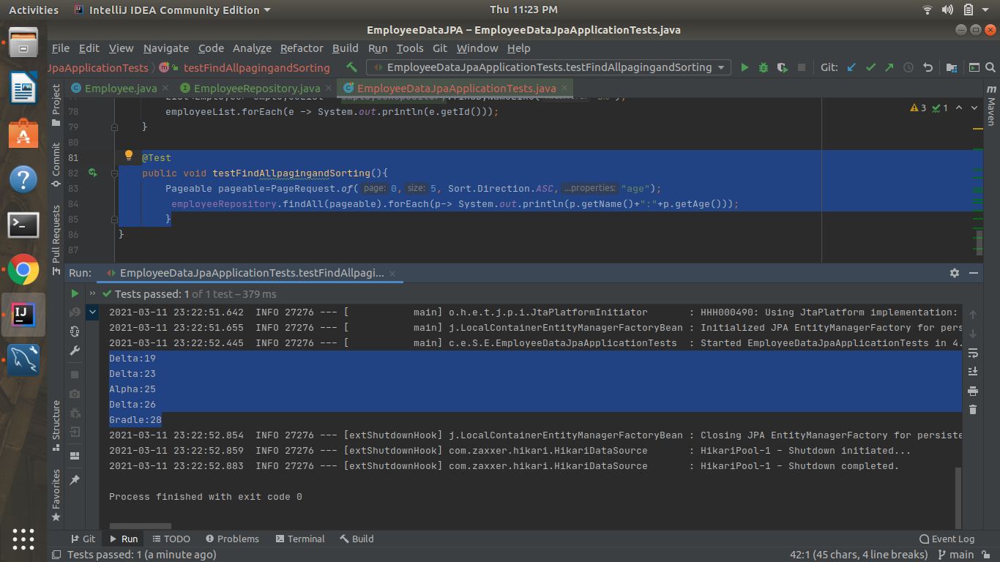 Activities
IntelliJ IDEA Community Edition
Thu 11:23 PM
EmployeeDataJPA – EmployeeDataJpaApplicationTests.java
File Edit View Navigate Code Analyze Refactor Build Run Tools Git Window Help
JpaApplicationTests
testFindAllpagingandSorting
EmployeeDataJpaApplicationTests.testFindAllpagingandSorting
Git:
Employee.java
EmployeeRepository.java
EmployeeDataJpaApplicationTests.java
Project
Commit
Pull Requests
Structure
Favorites
Maven
3
1
78 employeeList.forEach(e -> System.out.println(e.getId()));
79 }
80
81 @Test
82 public void testFindAllpagingandSorting(){
83 Pageable pageable=PageRequest.of( page: 0, size: 5, Sort.Direction.ASC, ...properties: "age");
84 employeeRepository.findAll(pageable).forEach(p-> System.out.println(p.getName()+":"+p.getAge()));
85 }
86 }
87
Run:
EmployeeDataJpaApplicationTests.testFindAllpagi...
Tests passed: 1 of 1 test – 379 ms
2021-03-11 23:22:51.642  INFO 27276 --- [           main] o.h.e.t.j.p.i.JtaPlatformInitiator       : HHH000490: Using JtaPlatform implementation:
2021-03-11 23:22:51.655  INFO 27276 --- [           main] j.LocalContainerEntityManagerFactoryBean : Initialized JPA EntityManagerFactory for pers
2021-03-11 23:22:52.445  INFO 27276 --- [           main] c.e.S.E.EmployeeDataJpaApplicationTests  : Started EmployeeDataJpaApplicationTests in 4.
Delta:19
Delta:23
Alpha:25
Delta:26
Gradle:28
2021-03-11 23:22:52.854  INFO 27276 --- [extShutdownHook] j.LocalContainerEntityManagerFactoryBean : Closing JPA EntityManagerFactory for persiste
2021-03-11 23:22:52.859  INFO 27276 --- [extShutdownHook] com.zaxxer.hikari.HikariDataSource       : HikariPool-1 - Shutdown initiated...
2021-03-11 23:22:52.883  INFO 27276 --- [extShutdownHook] com.zaxxer.hikari.HikariDataSource       : HikariPool-1 - Shutdown completed.
Process finished with exit code 0
Git Run TODO Problems Terminal Build Event Log
Tests passed: 1 (a minute ago)
42:1 (45 chars, 4 line breaks)
main